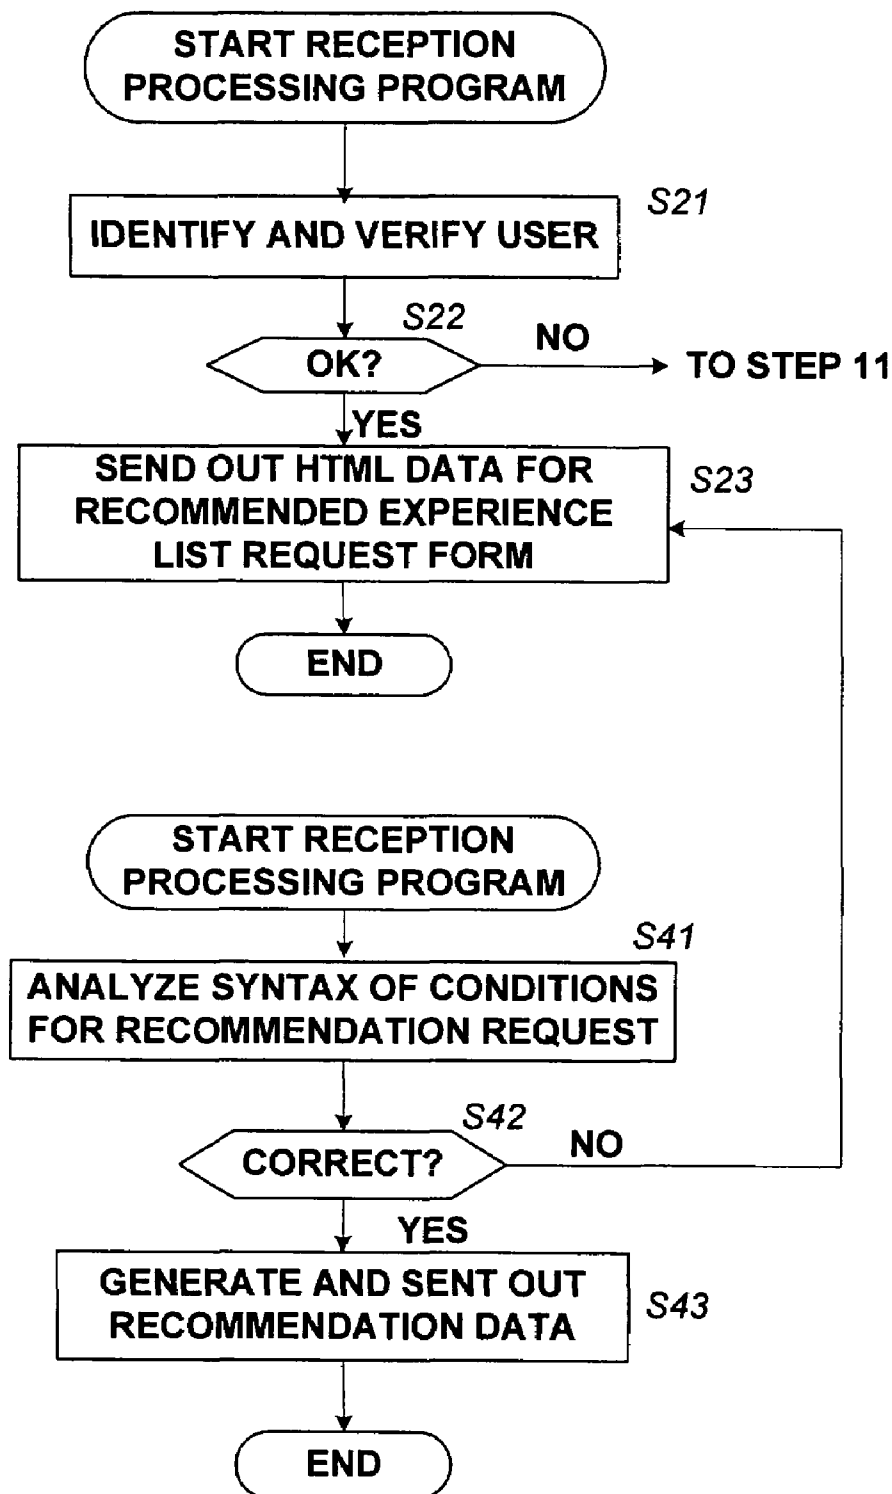 START RECEPTION
PROCESSING PROGRAM
S21
IDENTIFY AND VERIFY USER
S22
OK?
NO
TO STEP 11
YES
SEND OUT HTML DATA FOR
RECOMMENDED EXPERIENCE
LIST REQUEST FORM
S23
END
START RECEPTION
PROCESSING PROGRAM
S41
ANALYZE SYNTAX OF CONDITIONS
FOR RECOMMENDATION REQUEST
S42
CORRECT?
NO
YES
GENERATE AND SENT OUT
RECOMMENDATION DATA
S43
END